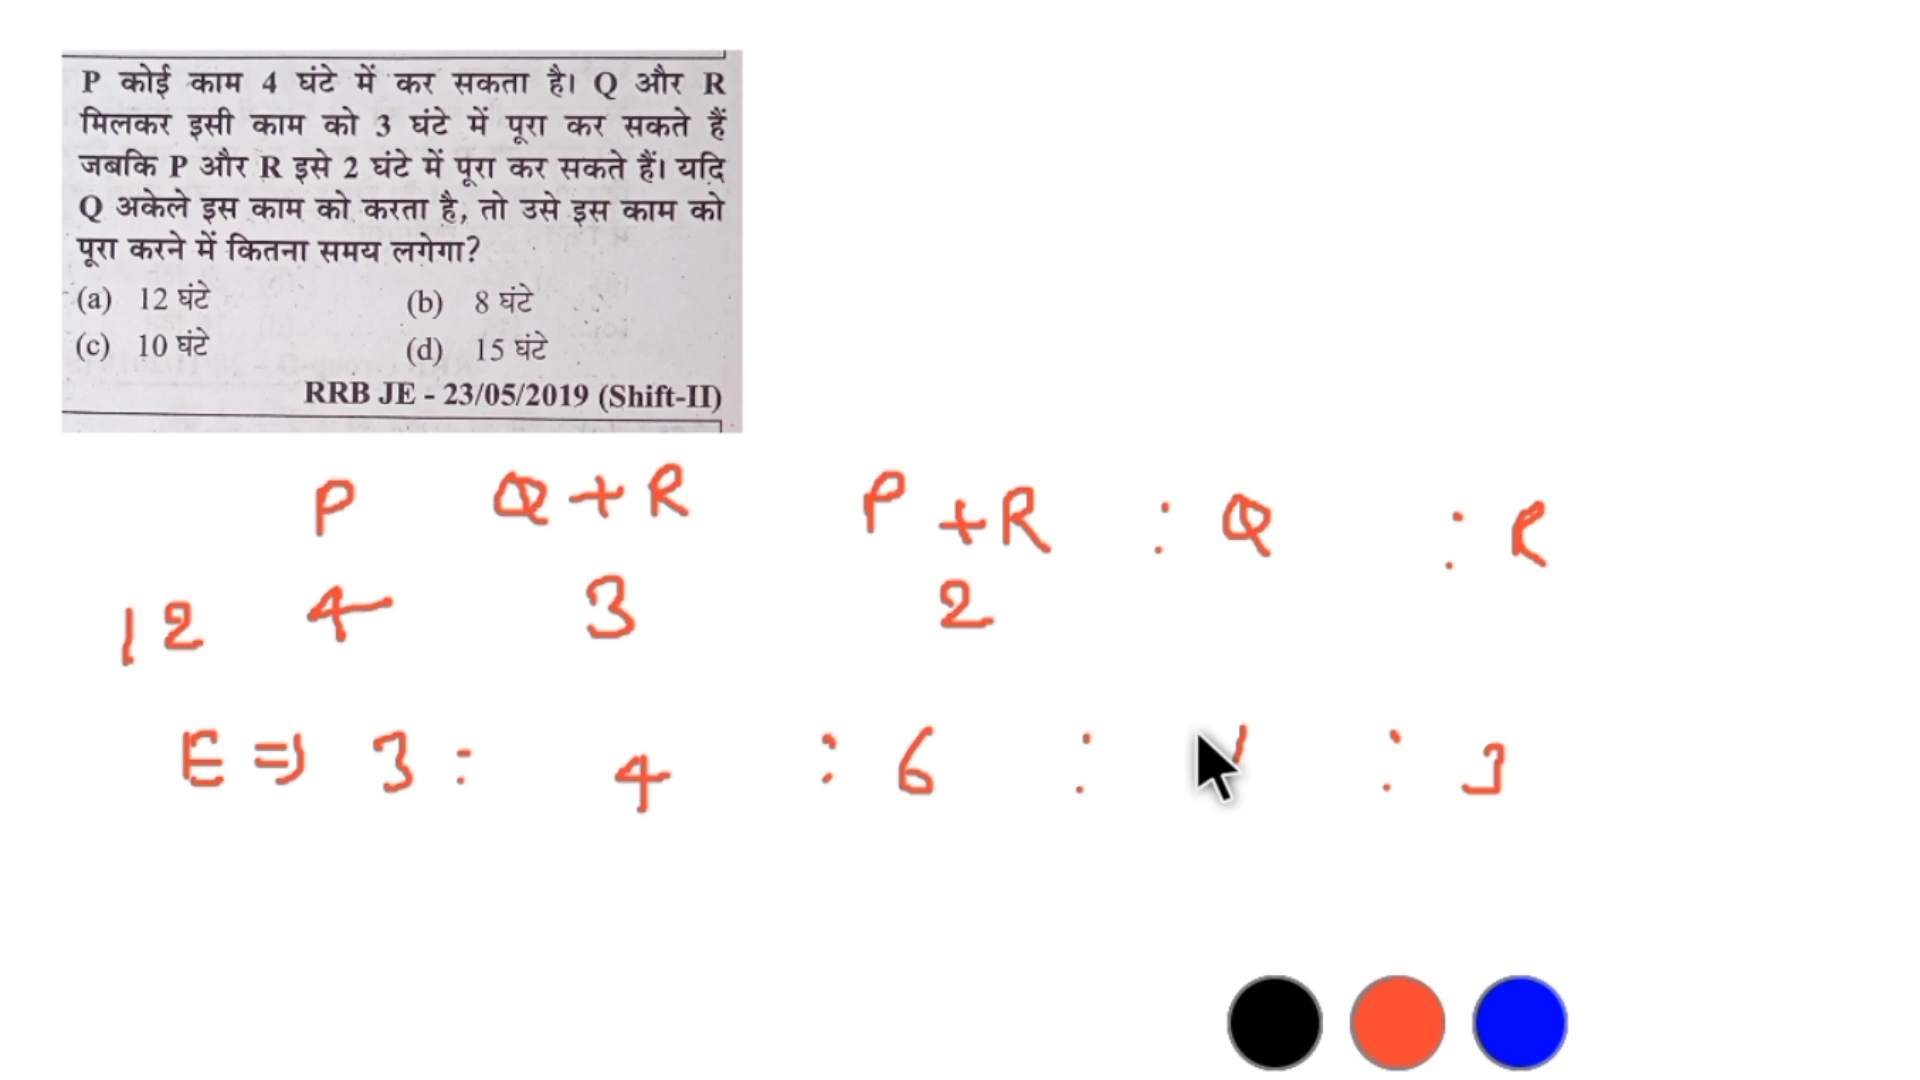 P कोई काम 4 घंटे में कर सकता है। Q और R
मिलकर इसी काम को 3 घंटे में पूरा कर सकते हैं
जबकि P और R इसे 2 घंटे में पूरा कर सकते हैं। यदि
Q अकेले इस काम को करता है, तो उसे इस काम को
पूरा करने में कितना समय लगेगा?
(a) 12 घंटे (b) 8 घंटे
(c) 10 घंटे (d) 15 घंटे
RRB JE - 23/05/2019 (Shift-II)
P Q + R P + R : Q : R
12 4 3 2
E ⇒ 3 : 4 : 6 : 1 : 3